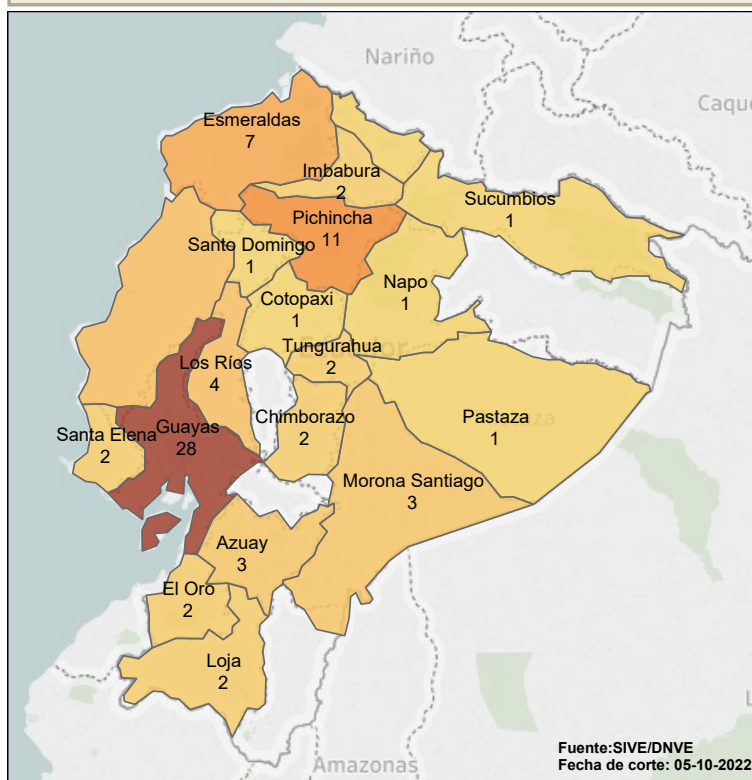 Nariño
Caque
Esmeraldas
7
Imbabura
2
Sucumbios
1
Pichincha
11
Santo Domingo
1
Napo
1
Cotopaxi
1
Ecuador
Tungurahua
2
Los Ríos
4
Chimborazo
2
Pastaza
1
Santa Elena
2
Guayas
28
Morona Santiago
3
Azuay
3
El Oro
2
Loja
2
Amazonas
L
Fuente:SIVE/DNVE
Fecha de corte: 05-10-2022